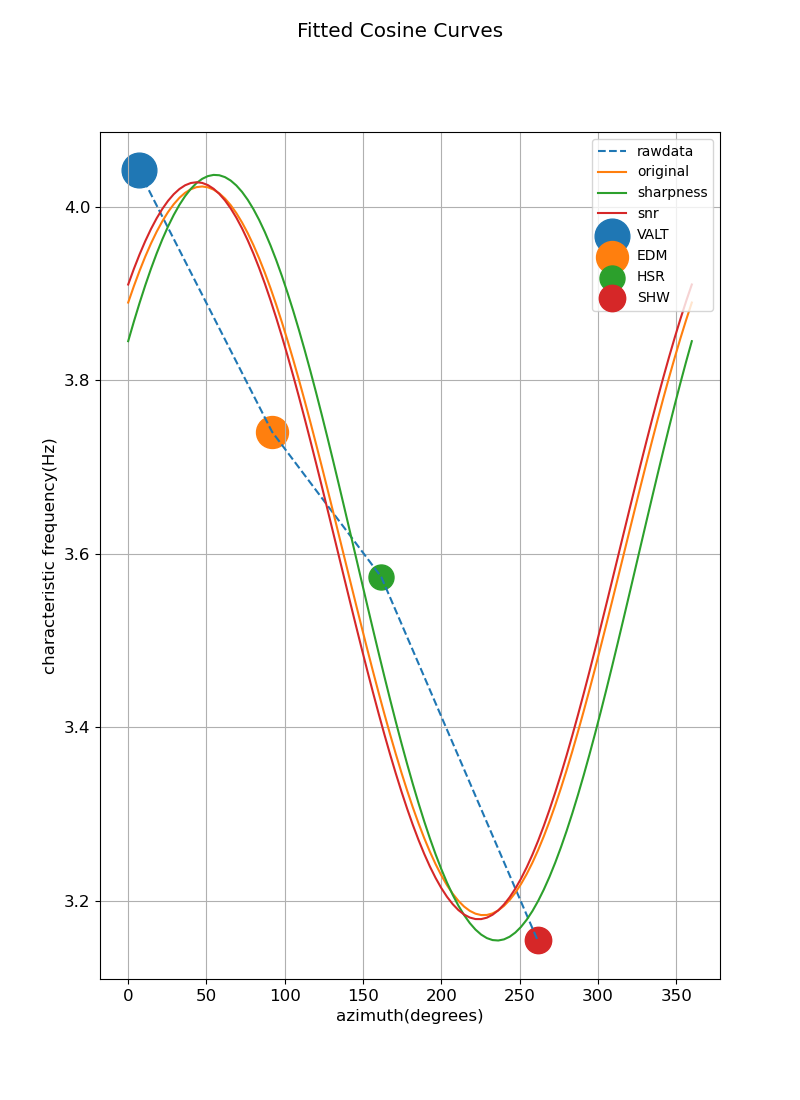 Fitted Cosine Curves
rawdata
original
sharpness
snr
VALT
EDM
HSR
SHW
characteristic frequency(Hz)
4.0
3.8
3.6
3.4
3.2
0 50 100 150 200 250 300 350
azimuth(degrees)